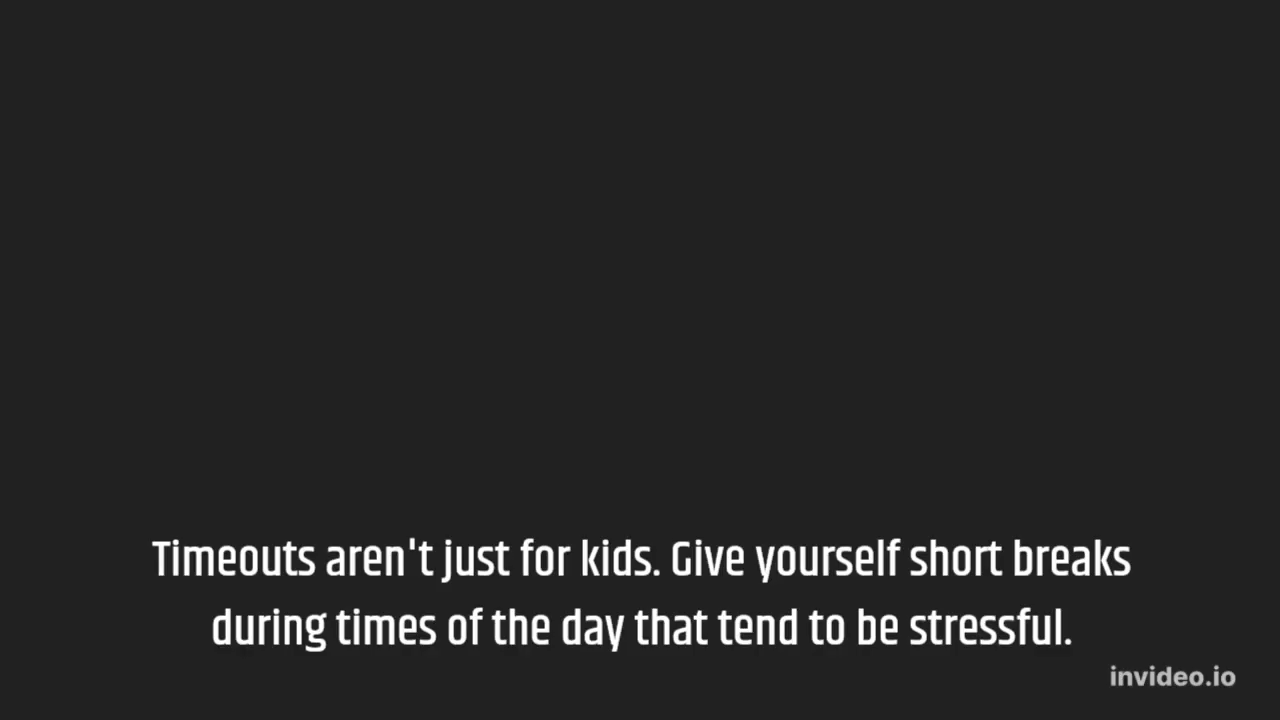 Timeouts aren't just for kids. Give yourself short breaks
during times of the day that tend to be stressful.
invideo.io